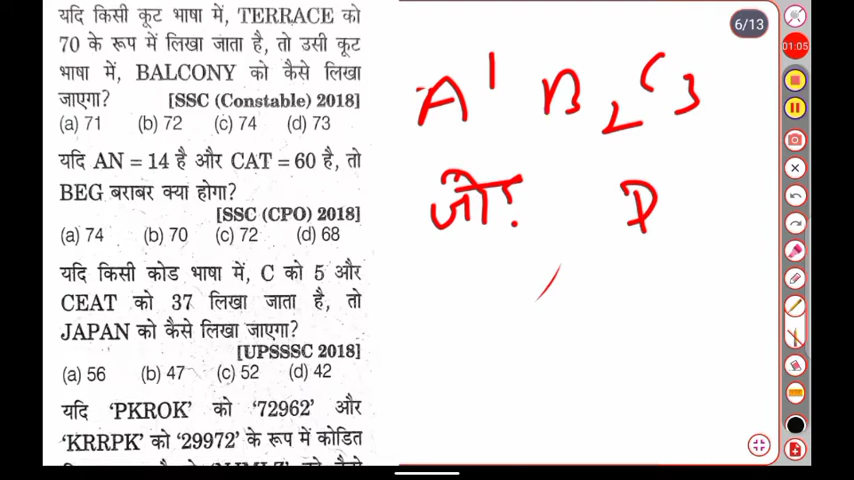 यदि किसी कूट भाषा में, TERRACE को
70 के रूप में लिखा जाता है, तो उसी कूट
भाषा में, BALCONY को कैसे लिखा
जाएगा? [SSC (Constable) 2018]
(a) 71 (b) 72 (c) 74 (d) 73
यदि AN = 14 है और CAT = 60 है, तो
BEG बराबर क्या होगा?
[SSC (CPO) 2018]
(a) 74 (b) 70 (c) 72 (d) 68
यदि किसी कोड भाषा में, C को 5 और
CEAT को 37 लिखा जाता है, तो
JAPAN को कैसे लिखा जाएगा?
[UPSSSC 2018]
(a) 56 (b) 47 (c) 52 (d) 42
यदि 'PKROK' को '72962' और
'KRRPK' को '29972' के रूप में कोडित
6/13
01:05
A 1 B 2 C 3